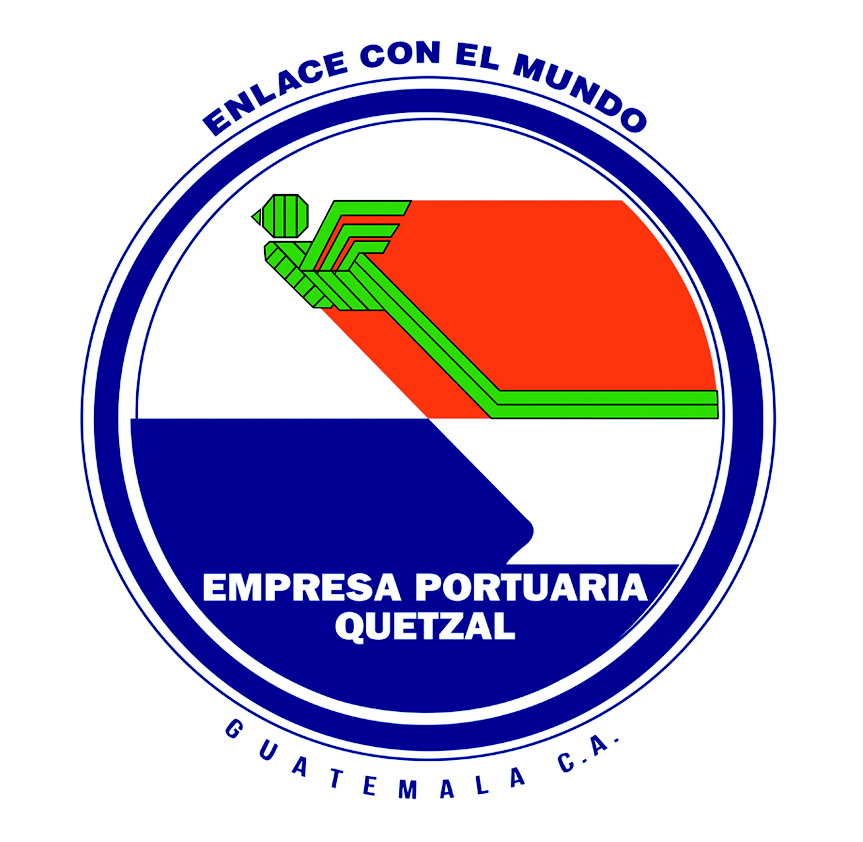 ENLACE CON EL MUNDO
EMPRESA PORTUARIA
QUETZAL
GUATEMALA C.A.